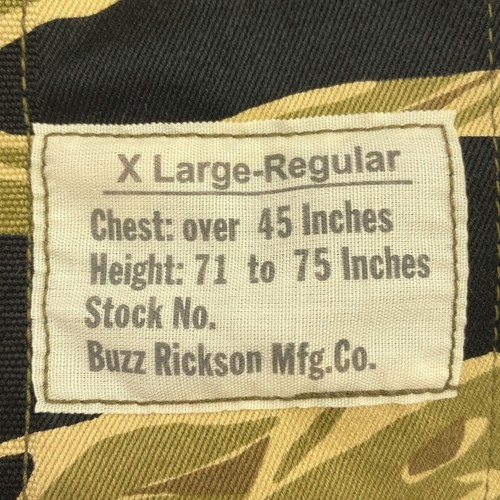 X Large-Regular
Chest: over 45 Inches
Height: 71 to 75 Inches
Stock No.
Buzz Rickson Mfg.Co.